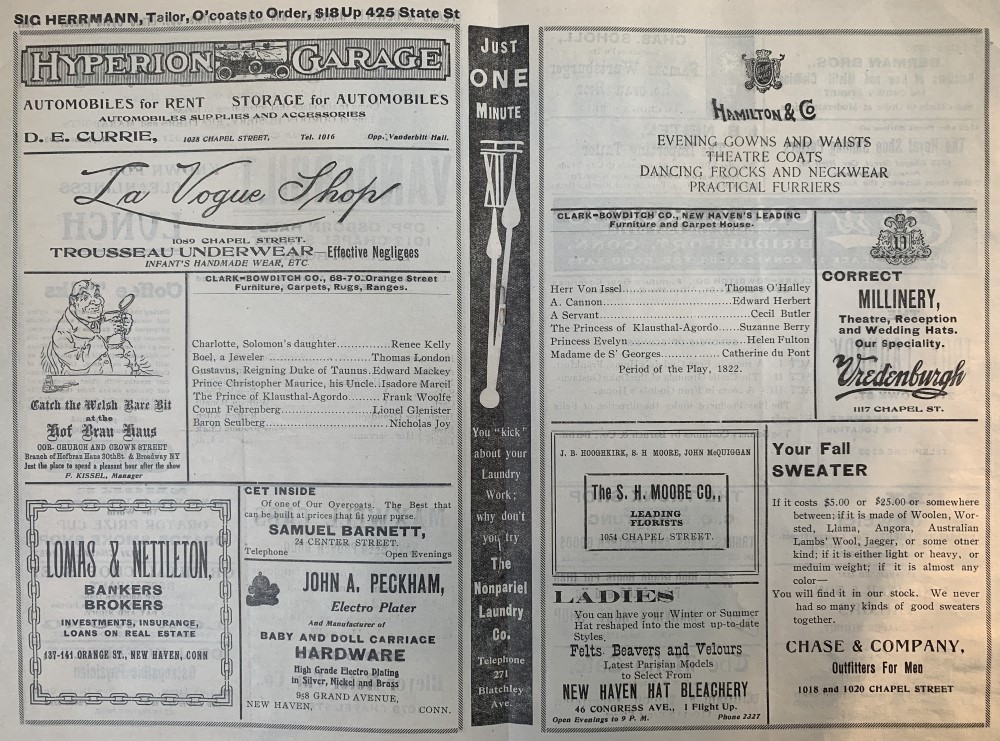 SIG HERRMANN, Tailor, O'coats to Order, $18 Up 425 State St
HYPERION GARAGE
AUTOMOBILES for RENT STORAGE for AUTOMOBILES
AUTOMOBILES SUPPLIES AND ACCESSORIES
D. E. CURRIE, 1038 CHAPEL STREET, Tel. 1016 Opp. Vanderbilt Hall.
La Vogue Shop
1089 CHAPEL STREET.
TROUSSEAU UNDERWEAR—Effective Negligees
INFANT'S HANDMADE WEAR, ETC
Catch the Welsh Rare Bit
at the
Hof Brau Haus
COR. CHURCH AND CROWN STREET
Branch of Hofbrau Haus 30th St. & Broadway NY
Just the place to spend a pleasant hour after the show
F. KISSEL, Manager
CLARK-BOWDITCH CO., 68-70 Orange Street
Furniture, Carpets, Rugs, Ranges.
Charlotte, Solomon's daughter..........Renee Kelly
Boel, a Jeweler ..........Thomas London
Gustavus, Reigning Duke of Taunus.Edward Mackey
Prince Christopher Maurice, his Uncle..Isadore Marcil
The Prince of Klausthal-Agordo.........Frank Woolfe
Count Fehrenberg..........Lionel Glenister
Baron Seulberg..........Nicholas Joy
LOMAS & NETTLETON,
BANKERS
BROKERS
INVESTMENTS, INSURANCE,
LOANS ON REAL ESTATE
137-141 ORANGE ST., NEW HAVEN, CONN
GET INSIDE
Of one of Our Overcoats. The Best that
can be built at prices that fit your purse.
SAMUEL BARNETT,
24 CENTER STREET.
Telephone Open Evenings
JOHN A. PECKHAM,
Electro Plater
And Manufacturer of
BABY AND DOLL CARRIAGE
HARDWARE
High Grade Electro Plating
in Silver, Nickel and Brass
958 GRAND AVENUE,
NEW HAVEN, CONN.
JUST
ONE
MINUTE
XII
You "kick"
about your
Laundry
Work;
why don't
you try
The
Nonpariel
Laundry
Co.
Telephone
271
Blatchley
Ave.
HAMILTON & CO
EVENING GOWNS AND WAISTS
THEATRE COATS
DANCING FROCKS AND NECKWEAR
PRACTICAL FURRIERS
CLARK-BOWDITCH CO., NEW HAVEN'S LEADING
Furniture and Carpet House
Herr Von Issel..........Thomas O'Halley
A. Cannon..........Edward Herbert
A Servant..........Cecil Butler
The Princess of Klausthal-Agordo......Suzanne Berry
Princess Evelyn..........Helen Fulton
Madame de S' Georges..........Catherine du Pont
Period of the Play, 1822.
CORRECT
MILLINERY,
Theatre, Reception
and Wedding Hats.
Our Speciality.
Vredenburgh
1117 CHAPEL ST.
J. B. HOOGHKIRK, S. H MOORE, JOHN McQUIGGAN
The S. H. MOORE CO.,
LEADING
FLORISTS
1054 CHAPEL STREET.
LADIES
You can have your Winter or Summer
Hat reshaped into the most up-to-date
Styles.
Felts, Beavers and Velours
Latest Parisian Models
to Select From
NEW HAVEN HAT BLEACHERY
46 CONGRESS AVE., 1 Flight Up.
Open Evenings to 9 P. M. Phone 2327
Your Fall
SWEATER
If it costs $5.00 or $25.00 or somewhere
between; if it is made of Woolen, Wor-
sted, Llama, Angora, Australian
Lambs' Wool, Jaeger, or some other
kind; if it is either light or heavy, or
meduim weight; if it is almost any
color—
You will find it in our stock. We never
had so many kinds of good sweaters
together.
CHASE & COMPANY,
Outfitters For Men
1018 and 1020 CHAPEL STREET